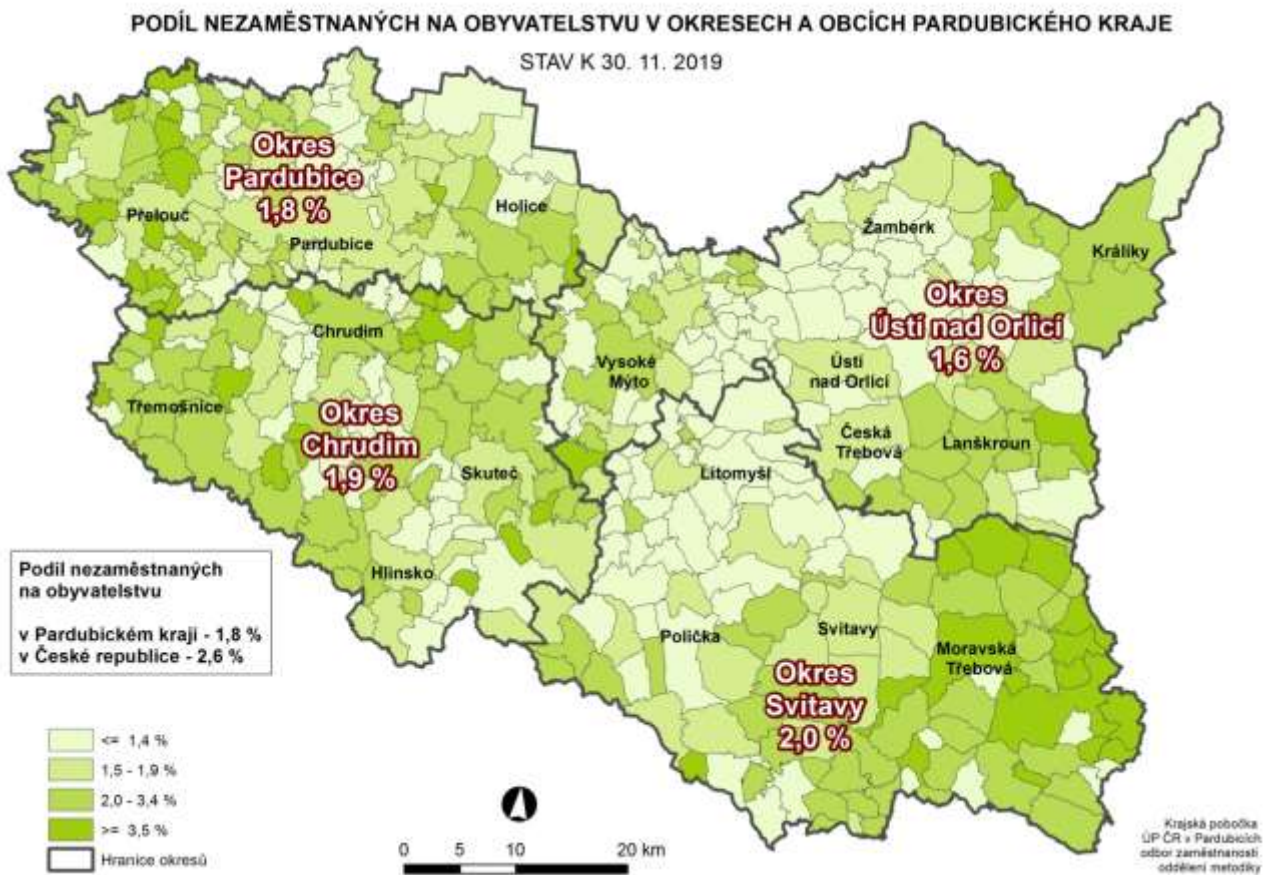 PODÍL NEZAMĚSTNANÝCH NA OBYVATELSTVU V OKRESECH A OBCÍCH PARDUBICKÉHO KRAJE
STAV K 30. 11. 2019
Okres
Pardubice
1,8 %
Přelouč
Pardubice
Holice
Žamberk
Králíky
Okres
Ústí nad Orlicí
1,6 %
Chrudim
Vysoké
Mýto
Ústí
nad Orlicí
Třemošnice
Okres
Chrudim
1,9 %
Česká
Třebová
Lanškroun
Skuteč
Litomyšl
Hlinsko
Polička
Svitavy
Moravská
Třebová
Okres
Svitavy
2,0 %
Podíl nezaměstnaných
na obyvatelstvu
v Pardubickém kraji - 1,8 %
v České republice - 2,6 %
<= 1,4 %
1,5 - 1,9 %
2,0 - 3,4 %
>= 3,5 %
Hranice okresů
0 5 10 20 km
Krajská pobočka
ÚP ČR v Pardubicích
odbor zaměstnanosti
oddělení metodiky